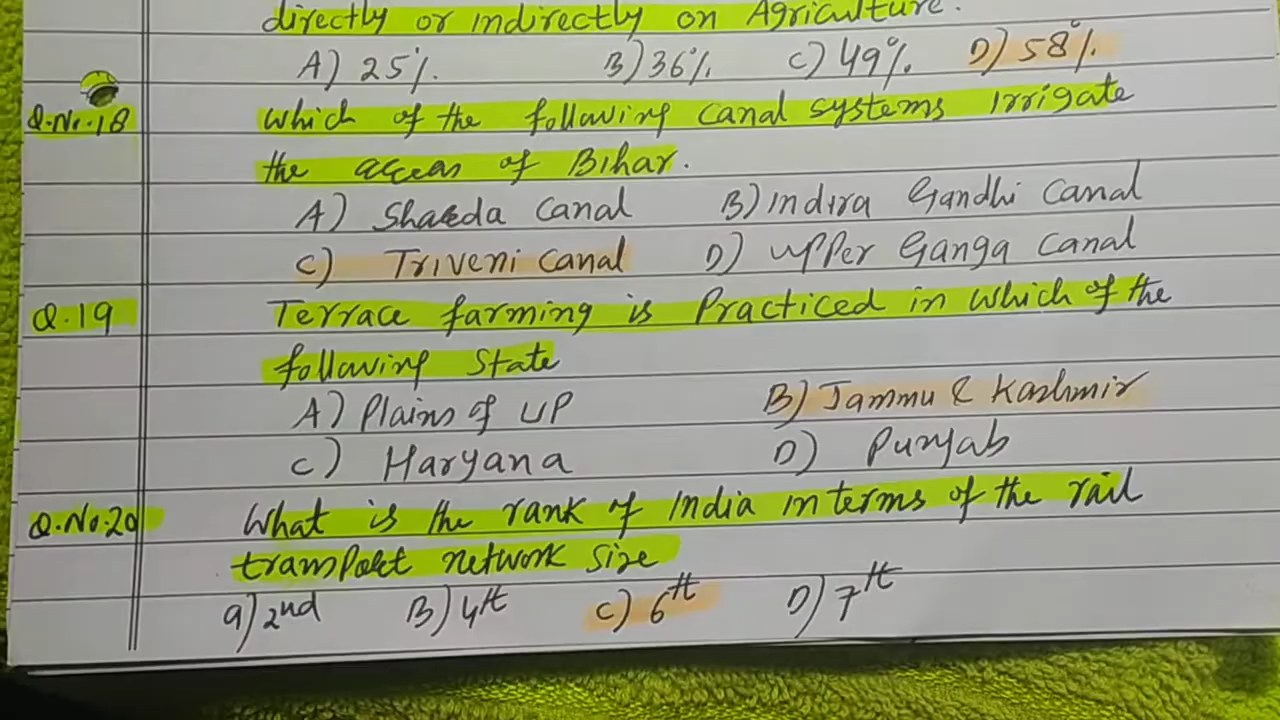 directly or indirectly on Agriculture.
A) 25%. B) 36%. C) 49%. D) 58%.
Q.No.18 which of the following canal systems Irrigate
the of Bihar.
A) Sharda Canal B) Indira Gandhi Canal
C) Triveni Canal D) Upper Ganga Canal
Q.19 Terrace farming is Practiced in which of the
following State
A) Plains of UP B) Jammu & Kashmir
C) Haryana D) Punjab
Q.No.20 What is the rank of India in terms of the rail
transport network size
a) 2nd B) 4th C) 6th D) 7th